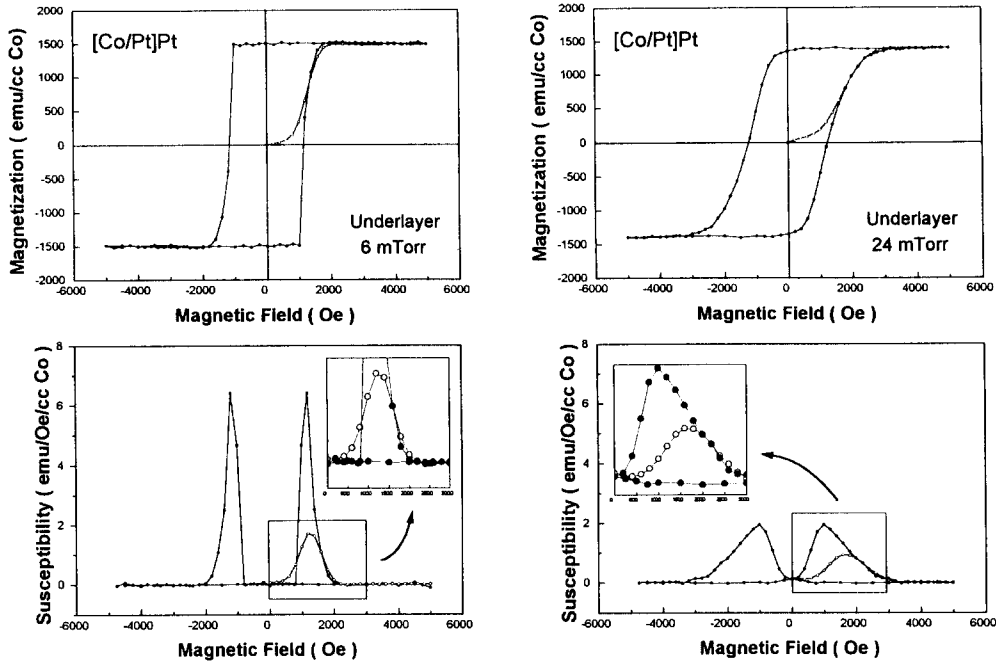 [Co/Pt]Pt
Magnetization ( emu/cc Co)
2000
1500
1000
500
0
-500
-1000
-1500
-2000
Underlayer
6 mTorr
-6000 -4000 -2000 0 2000 4000 6000
Magnetic Field ( Oe )
[Co/Pt]Pt
Magnetization ( emu/cc Co)
2000
1500
1000
500
0
-500
-1000
-1500
-2000
Underlayer
24 mTorr
-6000 -4000 -2000 0 2000 4000 6000
Magnetic Field ( Oe )
Susceptibility ( emu/Oe/cc Co )
8
6
4
2
0
-6000 -4000 -2000 0 2000 4000 6000
Magnetic Field ( Oe )
Susceptibility ( emu/Oe/cc Co )
8
6
4
2
0
-6000 -4000 -2000 0 2000 4000 6000
Magnetic Field ( Oe )